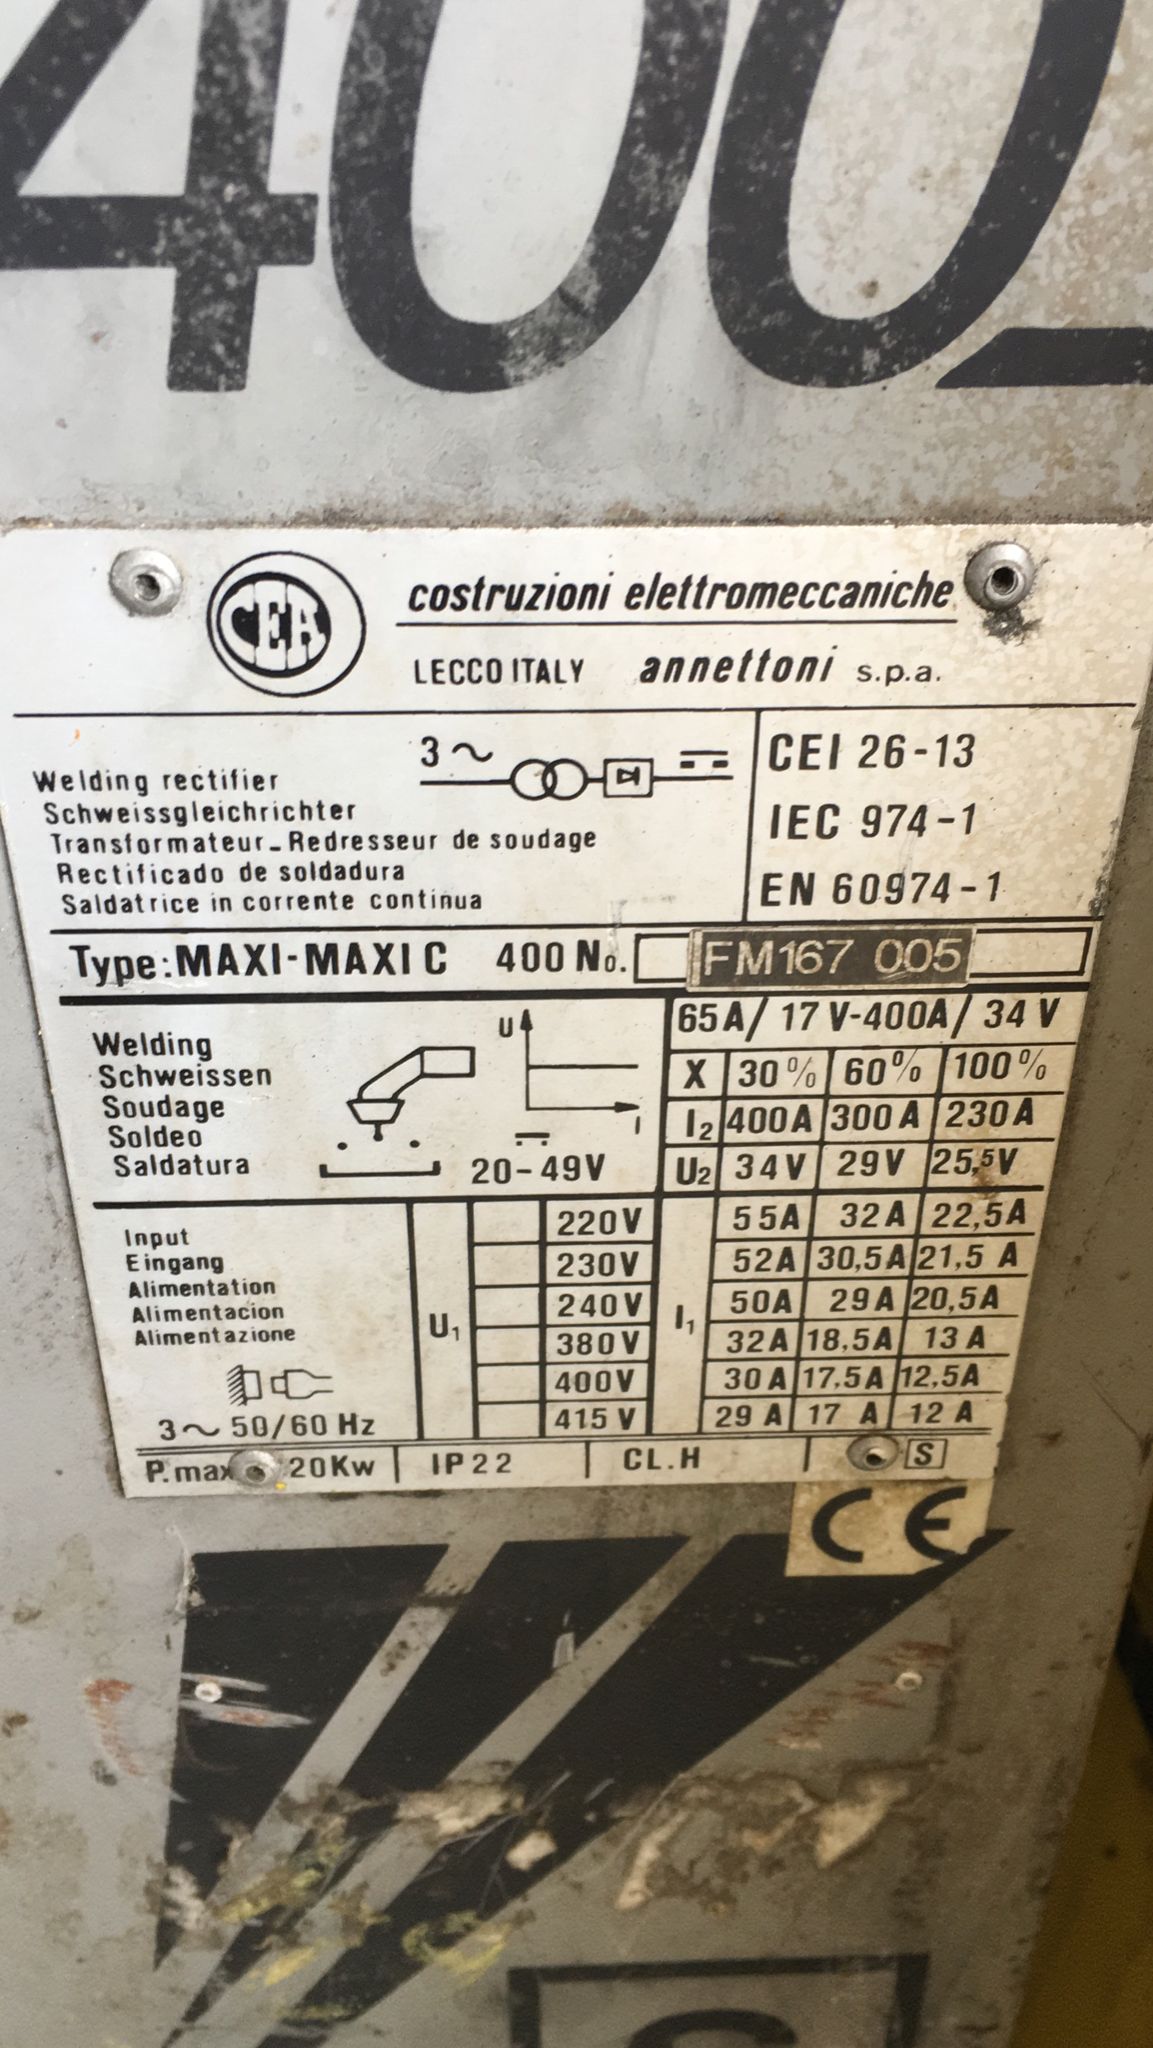 400
CEA
costruzioni elettromeccaniche
LECCO ITALY annettoni s.p.a.
3~
Welding rectifier
Schweissgleichrichter
Transformateur-Redresseur de soudage
Rectificado de soldadura
Saldatrice in corrente continua
CEI 26-13
IEC 974-1
EN 60974-1
Type: MAXI-MAXI C 400 No. FM167 005
Welding
Schweissen
Soudage
Soldeo
Saldatura
U
I
20-49V
65A/17V-400A/34V
X 30% 60% 100%
I2 400A 300A 230A
U2 34V 29V 25,5V
Input
Eingang
Alimentation
Alimentacion
Alimentazione
3~ 50/60 Hz
U1 I1
220V 55A 32A 22,5A
230V 52A 30,5A 21,5 A
240V 50A 29A 20,5A
380V 32A 18,5A 13 A
400V 30A 17,5A 12,5A
415 V 29 A 17 A 12 A
P.max 20Kw IP22 CL.H S
CE